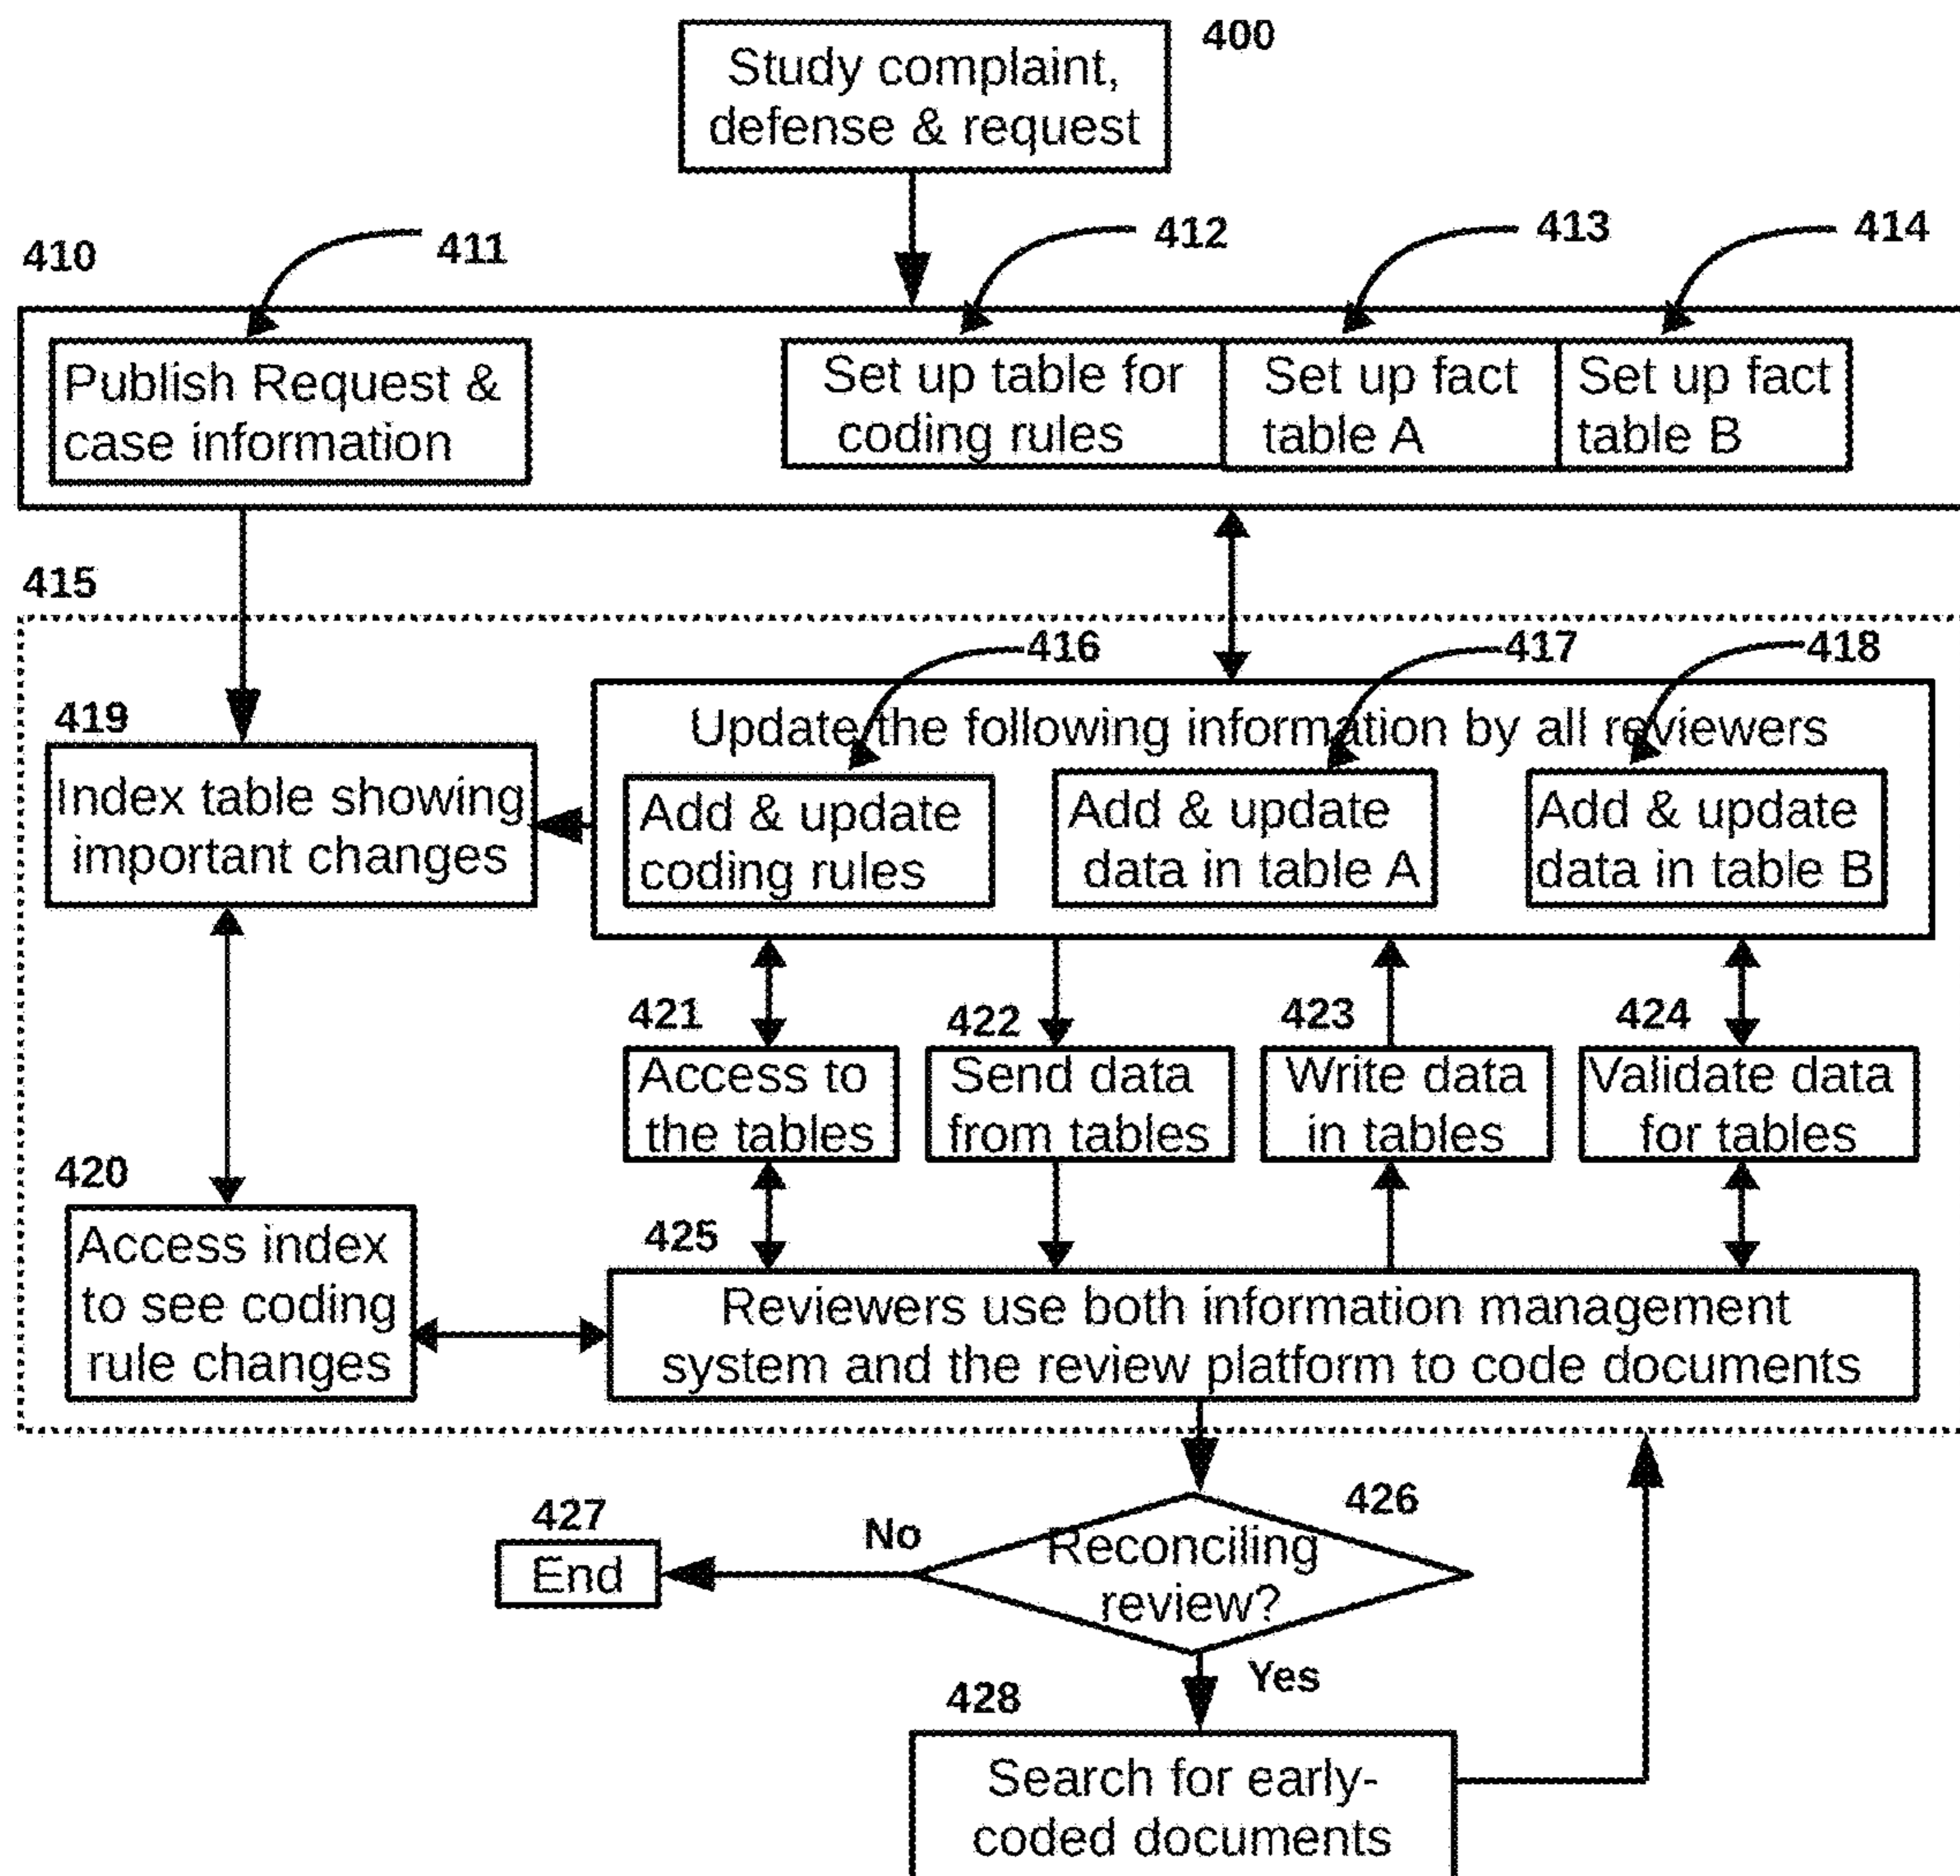 400
Study complaint,
defense & request
410
411
412
413
414
Publish Request &
case information
Set up table for
coding rules
Set up fact
table A
Set up fact
table B
415
416
417
418
419
Update the following information by all reviewers
Index table showing
important changes
Add & update
coding rules
Add & update
data in table A
Add & update
data in table B
421
422
423
424
Access to
the tables
Send data
from tables
Write data
in tables
Validate data
for tables
420
Access index
to see coding
rule changes
425
Reviewers use both information management
system and the review platform to code documents
426
Reconciling
review?
No
427
End
Yes
428
Search for early-
coded documents